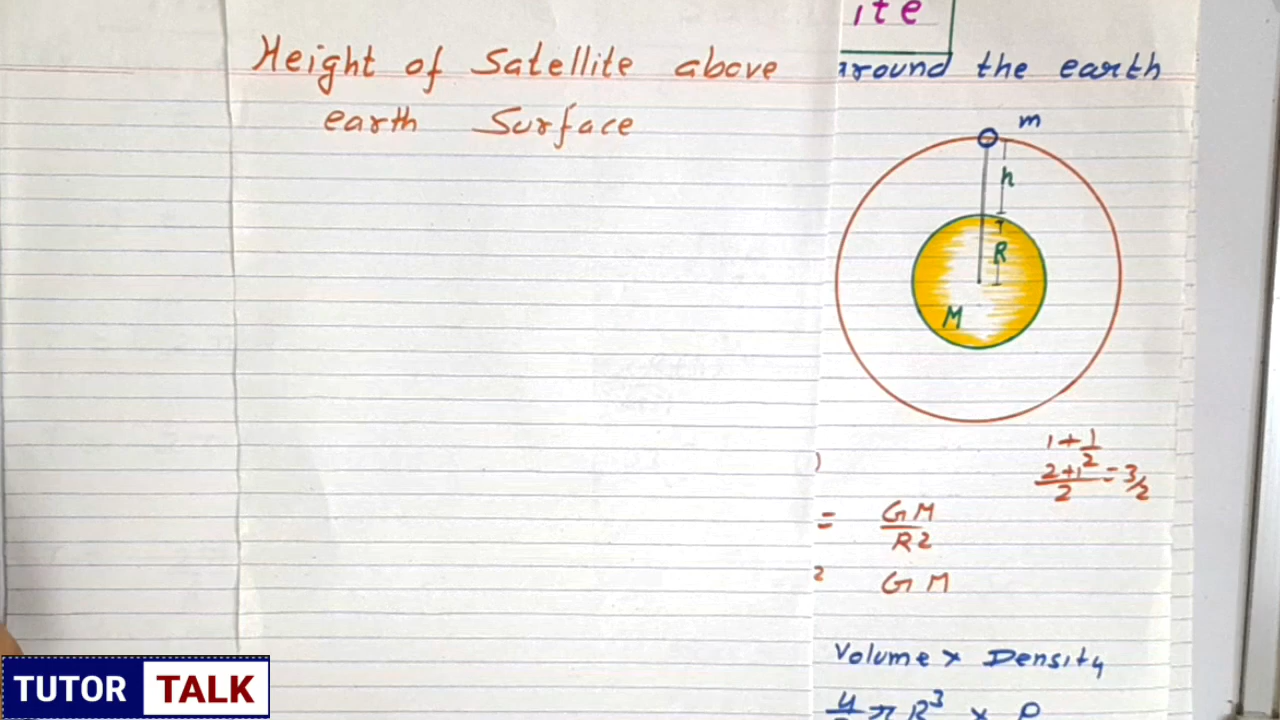 ite
Height of Satellite above
earth Surface
around the earth
m
h
R
M
1 + 1/2
2+1/2 = 3/2
)
= GM/R2
2 GM
Volume × Density
4 π R³ × ρ
TUTOR TALK